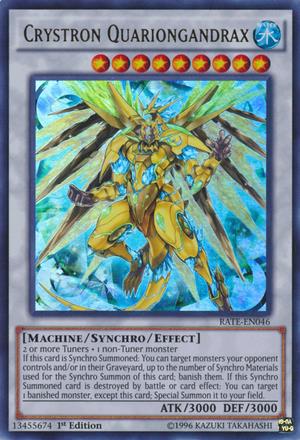 CRYSTRON QUARIONGANDRAX
水
RATE-EN046
[MACHINE/SYNCHRO/EFFECT]
2 or more Tuners + 1 non-Tuner monster
If this card is Synchro Summoned: You can target monsters your opponent
controls and/or in their Graveyard, up to the number of Synchro Materials
used for the Synchro Summon of this card; banish them. If this Synchro
Summoned card is destroyed by battle or card effect: You can target
1 banished monster, except this card; Special Summon it to your field.
ATK/3000 DEF/3000
13455674 1st Edition ©1996 KAZUKI TAKAHASHI